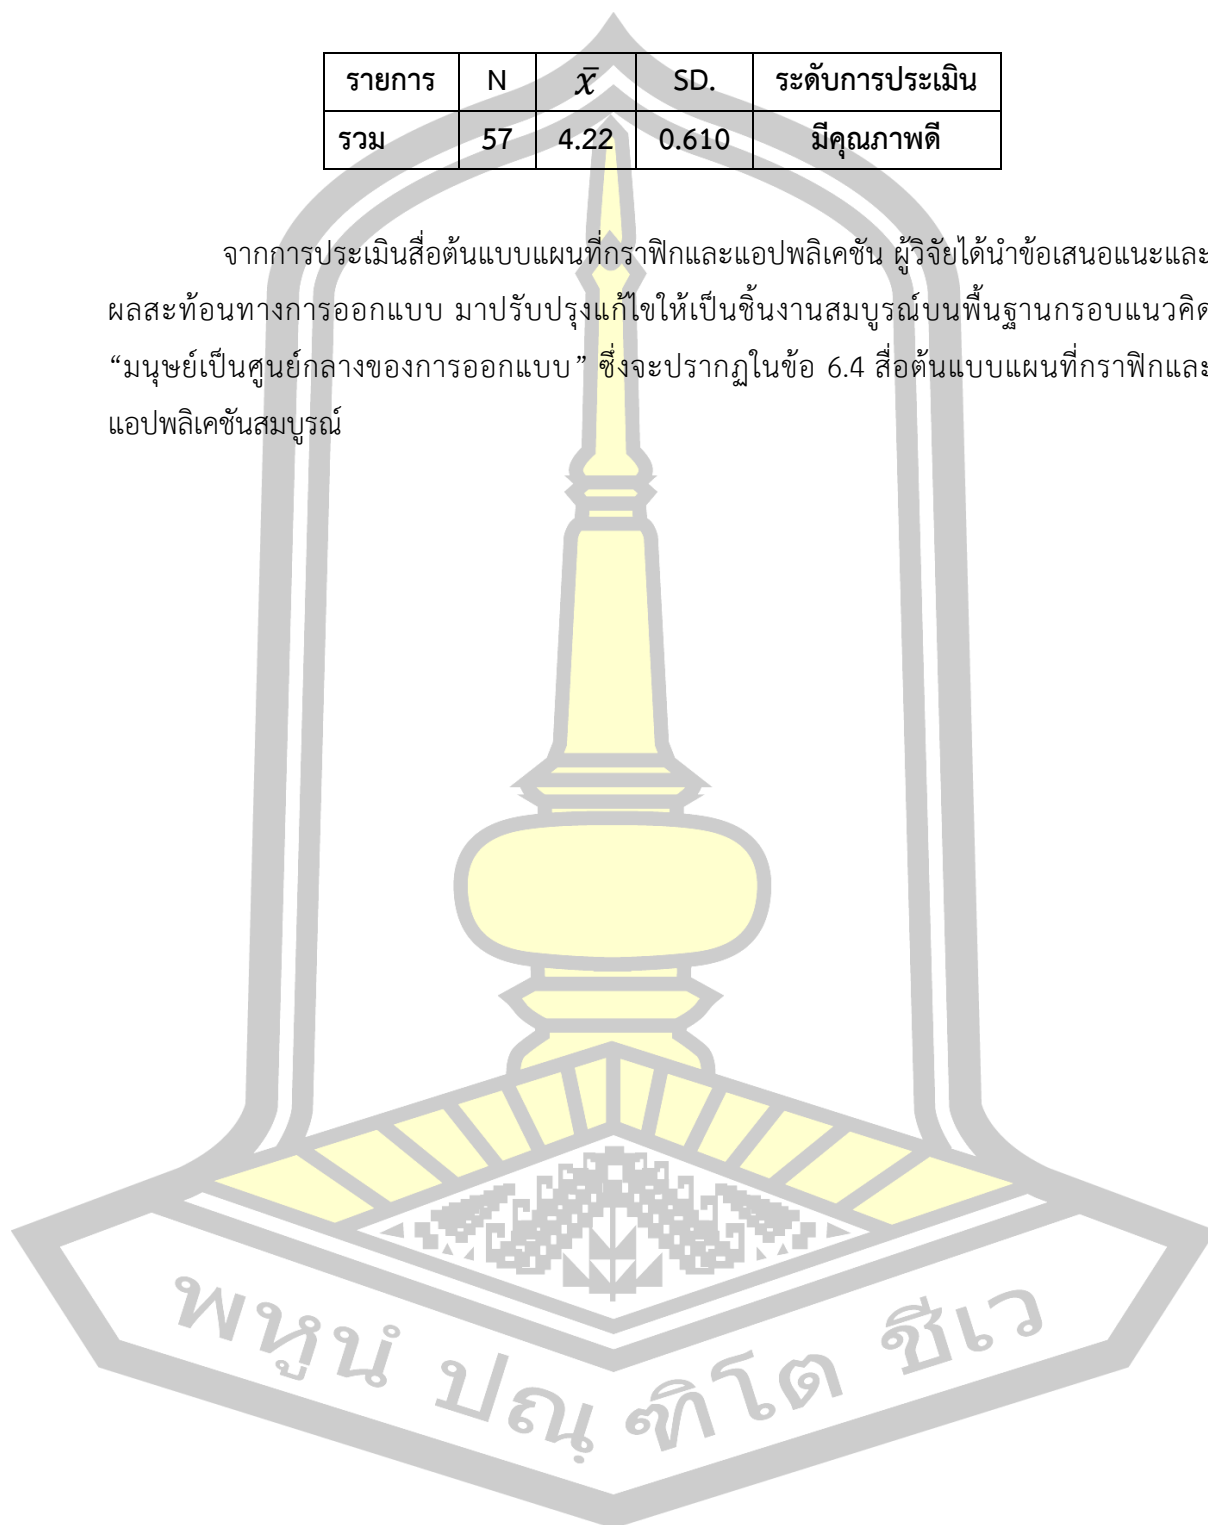 รายการ N x̄ SD. ระดับการประเมิน
รวม 57 4.22 0.610 มีคุณภาพดี
จากการประเมินสื่อต้นแบบแผนที่กราฟิกและแอปพลิเคชัน ผู้วิจัยได้นำข้อเสนอแนะและ
ผลสะท้อนทางการออกแบบ มาปรับปรุงแก้ไขให้เป็นชิ้นงานสมบูรณ์บนพื้นฐานกรอบแนวคิด
“มนุษย์เป็นศูนย์กลางของการออกแบบ” ซึ่งจะปรากฏในข้อ 6.4 สื่อต้นแบบแผนที่กราฟิกและ
แอปพลิเคชันสมบูรณ์
พหูนํ ปณฺฑิโต ชีเว